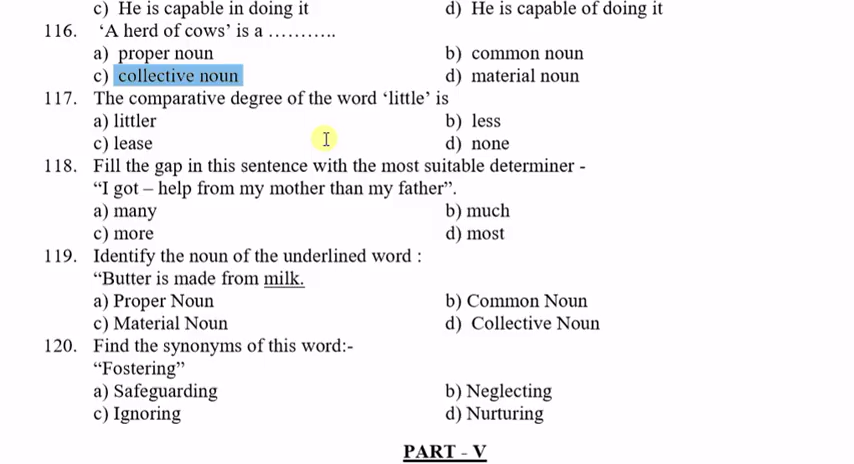 c) He is capable in doing it d) He is capable of doing it
116. ‘A herd of cows’ is a ...........
a) proper noun b) common noun
c) collective noun d) material noun
117. The comparative degree of the word ‘little’ is
a) littler b) less
c) lease d) none
118. Fill the gap in this sentence with the most suitable determiner -
“I got – help from my mother than my father”.
a) many b) much
c) more d) most
119. Identify the noun of the underlined word :
“Butter is made from milk.
a) Proper Noun b) Common Noun
c) Material Noun d) Collective Noun
120. Find the synonyms of this word:-
“Fostering”
a) Safeguarding b) Neglecting
c) Ignoring d) Nurturing
PART - V